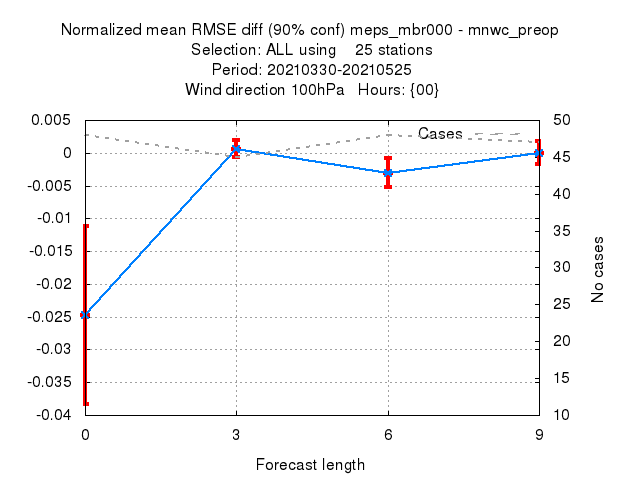 Normalized mean RMSE diff (90% conf) meps_mbr000 - mnwc_preop
Selection: ALL using 25 stations
Period: 20210330-20210525
Wind direction 100hPa Hours: {00}
0.005
0
-0.005
-0.01
-0.015
-0.02
-0.025
-0.03
-0.035
-0.04
50
45
40
35
30
25
20
15
10
Cases
No cases
0 3 6 9
Forecast length